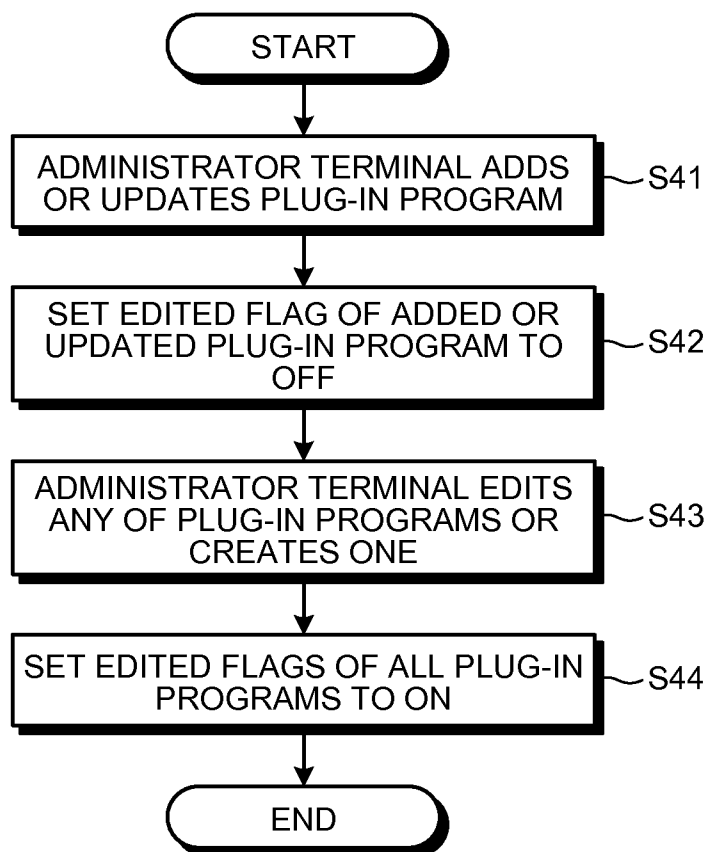 START
ADMINISTRATOR TERMINAL ADDS
OR UPDATES PLUG-IN PROGRAM
S41
SET EDITED FLAG OF ADDED OR
UPDATED PLUG-IN PROGRAM TO
OFF
S42
ADMINISTRATOR TERMINAL EDITS
ANY OF PLUG-IN PROGRAMS OR
CREATES ONE
S43
SET EDITED FLAGS OF ALL PLUG-IN
PROGRAMS TO ON
S44
END